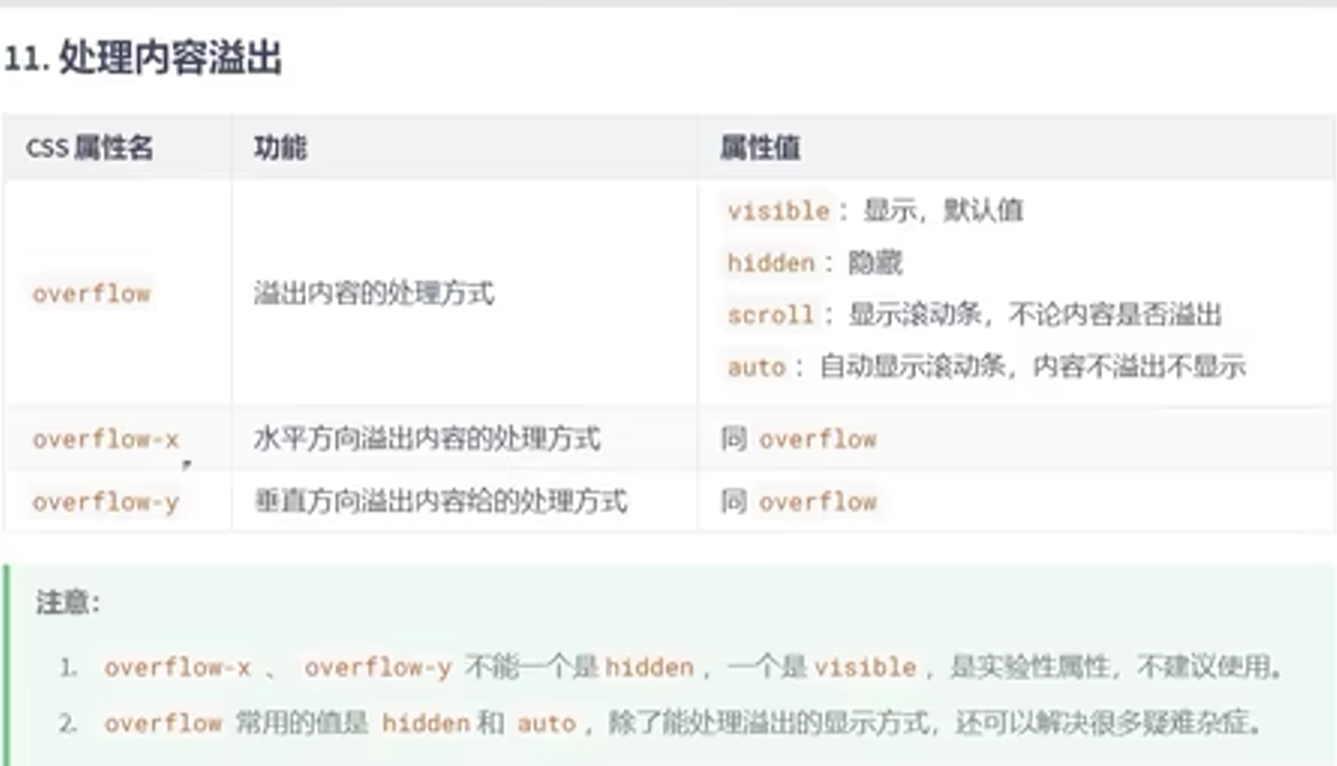 11. 处理内容溢出
CSS 属性名 功能 属性值
visible：显示，默认值
hidden：隐藏
overflow 溢出内容的处理方式
scroll：显示滚动条，不论内容是否溢出
auto：自动显示滚动条，内容不溢出不显示
overflow-x 水平方向溢出内容的处理方式 同 overflow
overflow-y 垂直方向溢出内容给的处理方式 同 overflow
注意：
1. overflow-x 、 overflow-y 不能一个是 hidden，一个是 visible，是实验性属性，不建议使用。
2. overflow 常用的值是 hidden 和 auto，除了能处理溢出的显示方式，还可以解决很多疑难杂症。